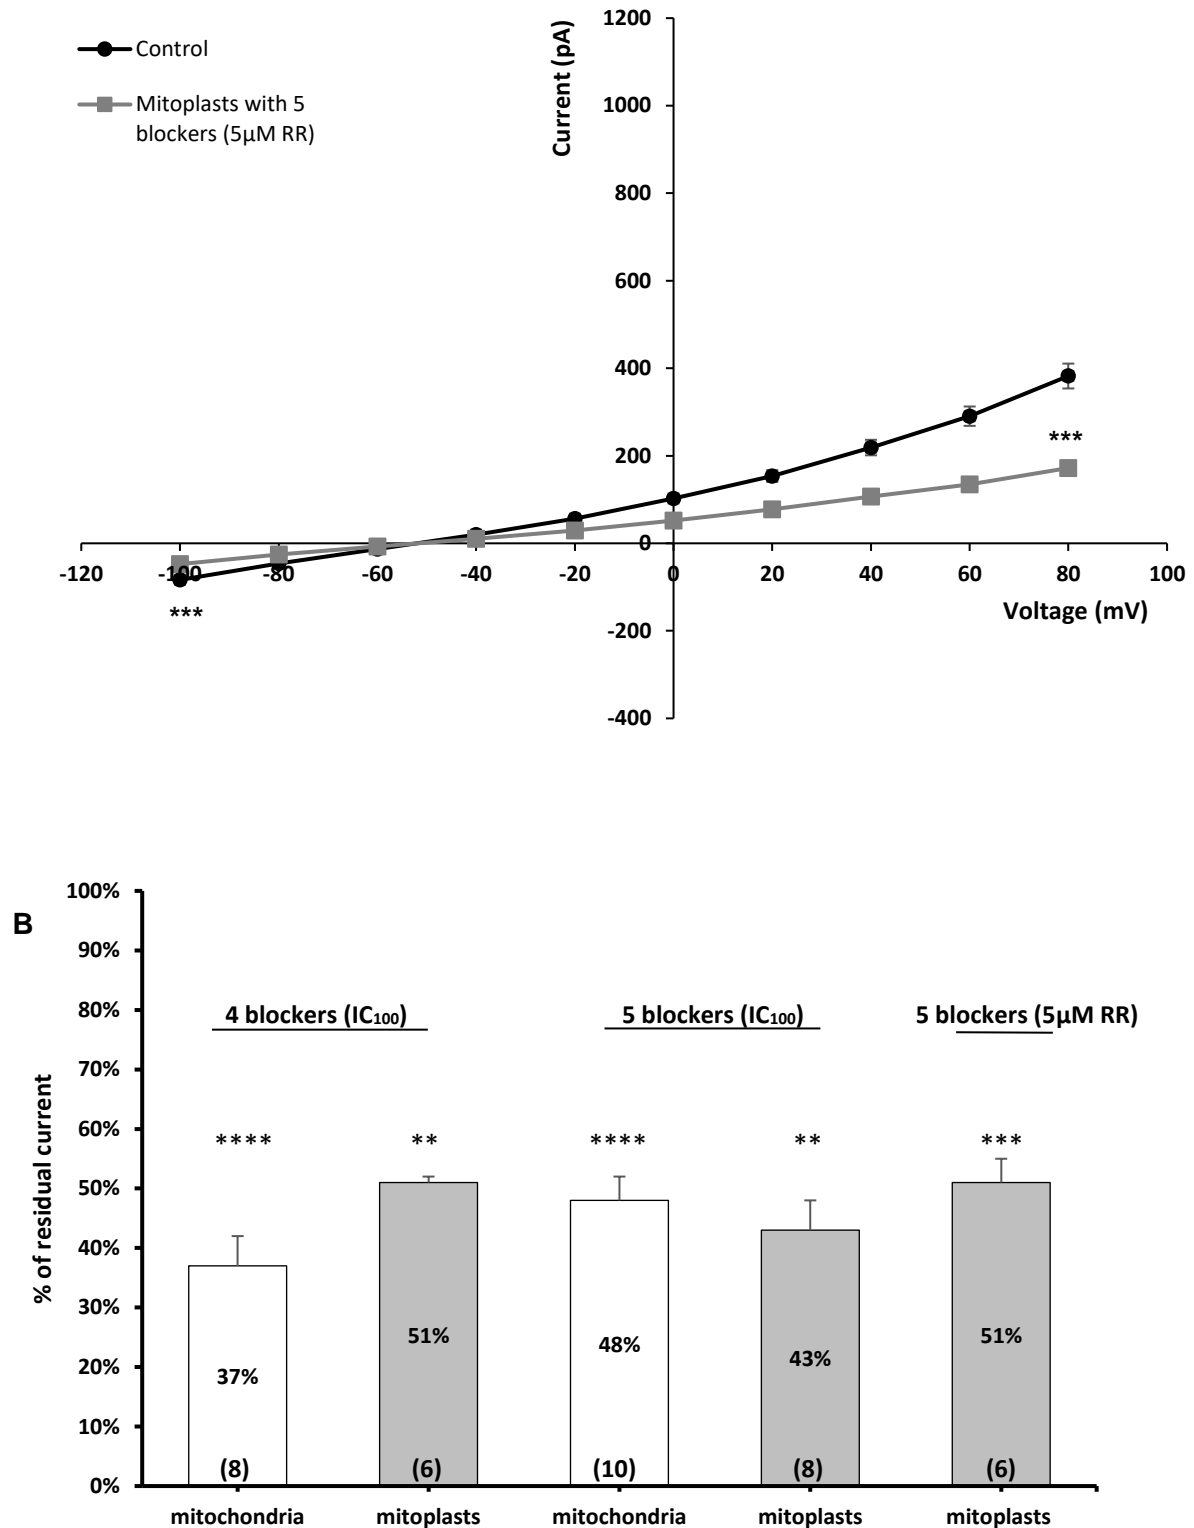 Control
Mitoplasts with 5
blockers (5µM RR)
Current (pA)
1200
1000
800
600
400
200
0
-200
-400
-120 -100 -80 -60 -40 -20 0 20 40 60 80 100
Voltage (mV)
***
***
B
% of residual current
100%
90%
80%
70%
60%
50%
40%
30%
20%
10%
0%
4 blockers (IC₁₀₀) 5 blockers (IC₁₀₀) 5 blockers (5µM RR)
**** ** **** ** ***
37% 51% 48% 43% 51%
(8) (6) (10) (8) (6)
mitochondria mitoplasts mitochondria mitoplasts mitoplasts